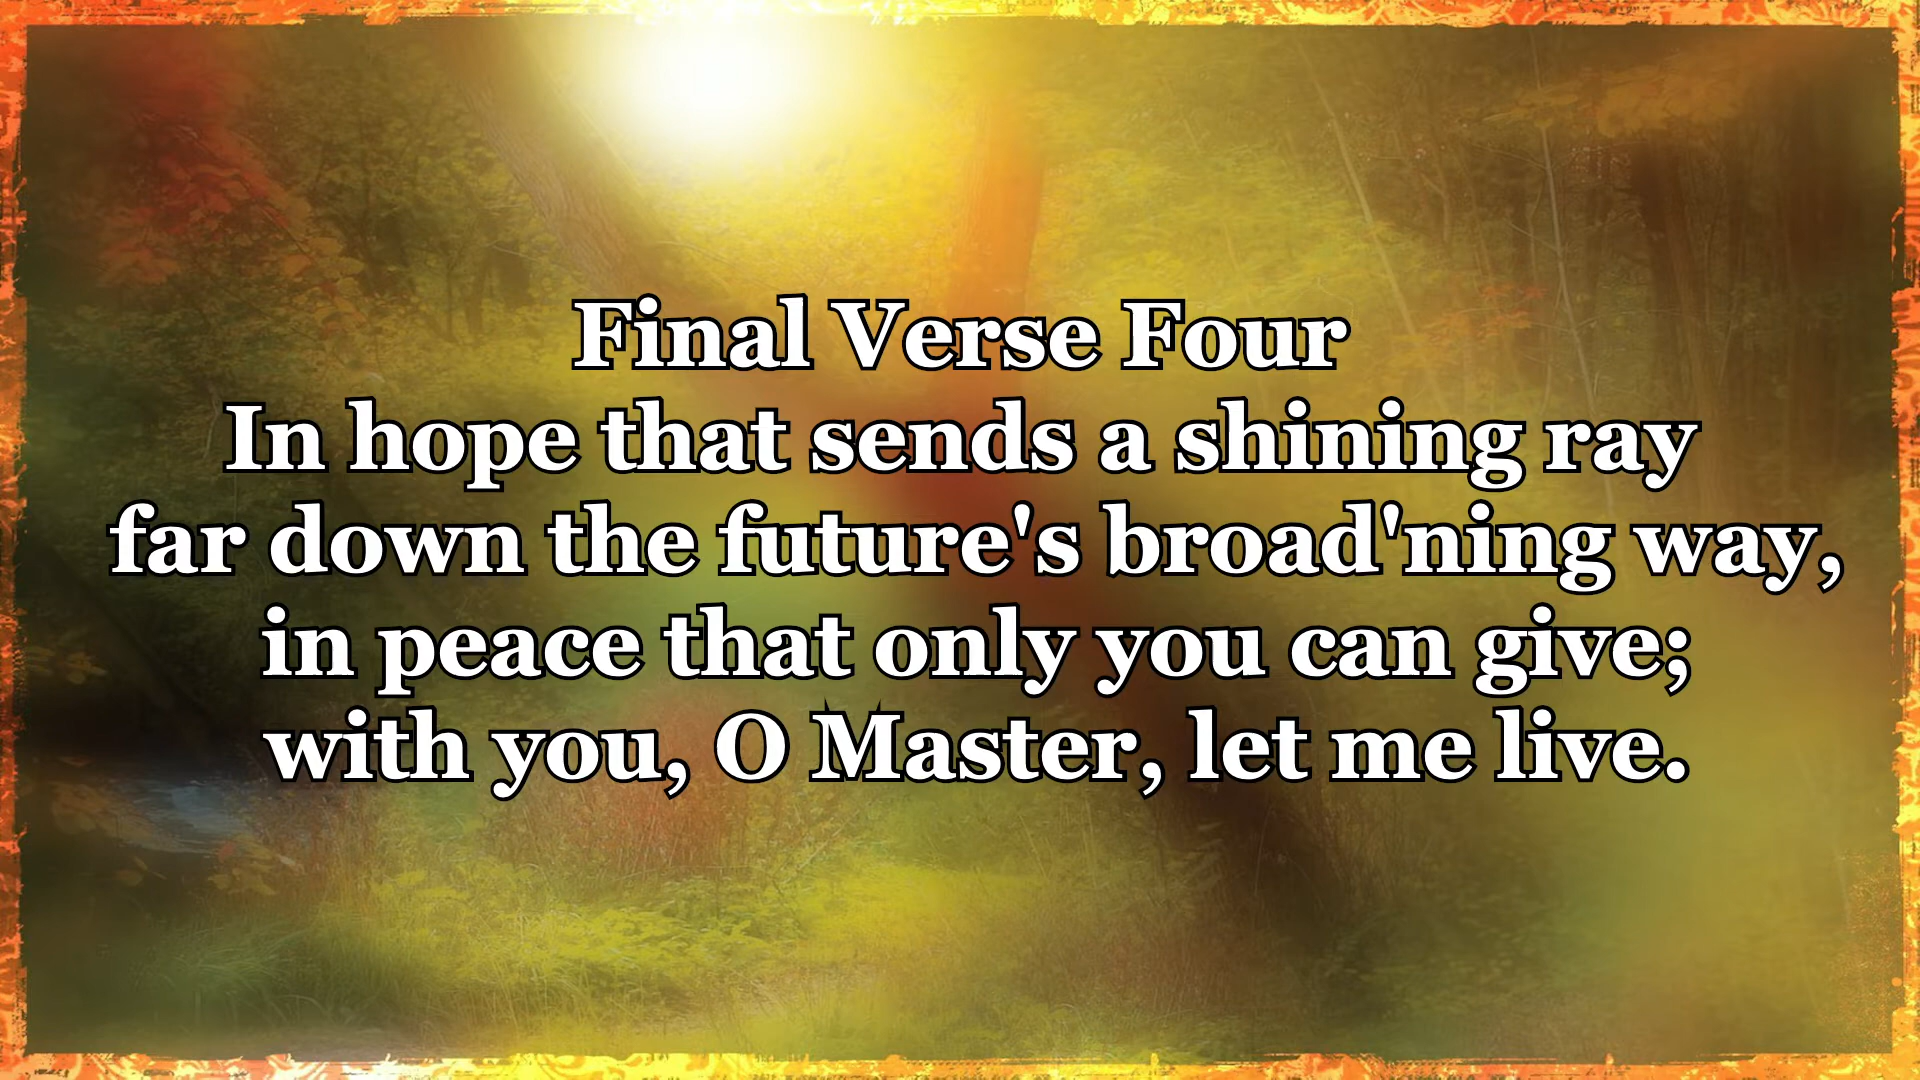 Final Verse Four
In hope that sends a shining ray
far down the future's broad'ning way,
in peace that only you can give;
with you, O Master, let me live.